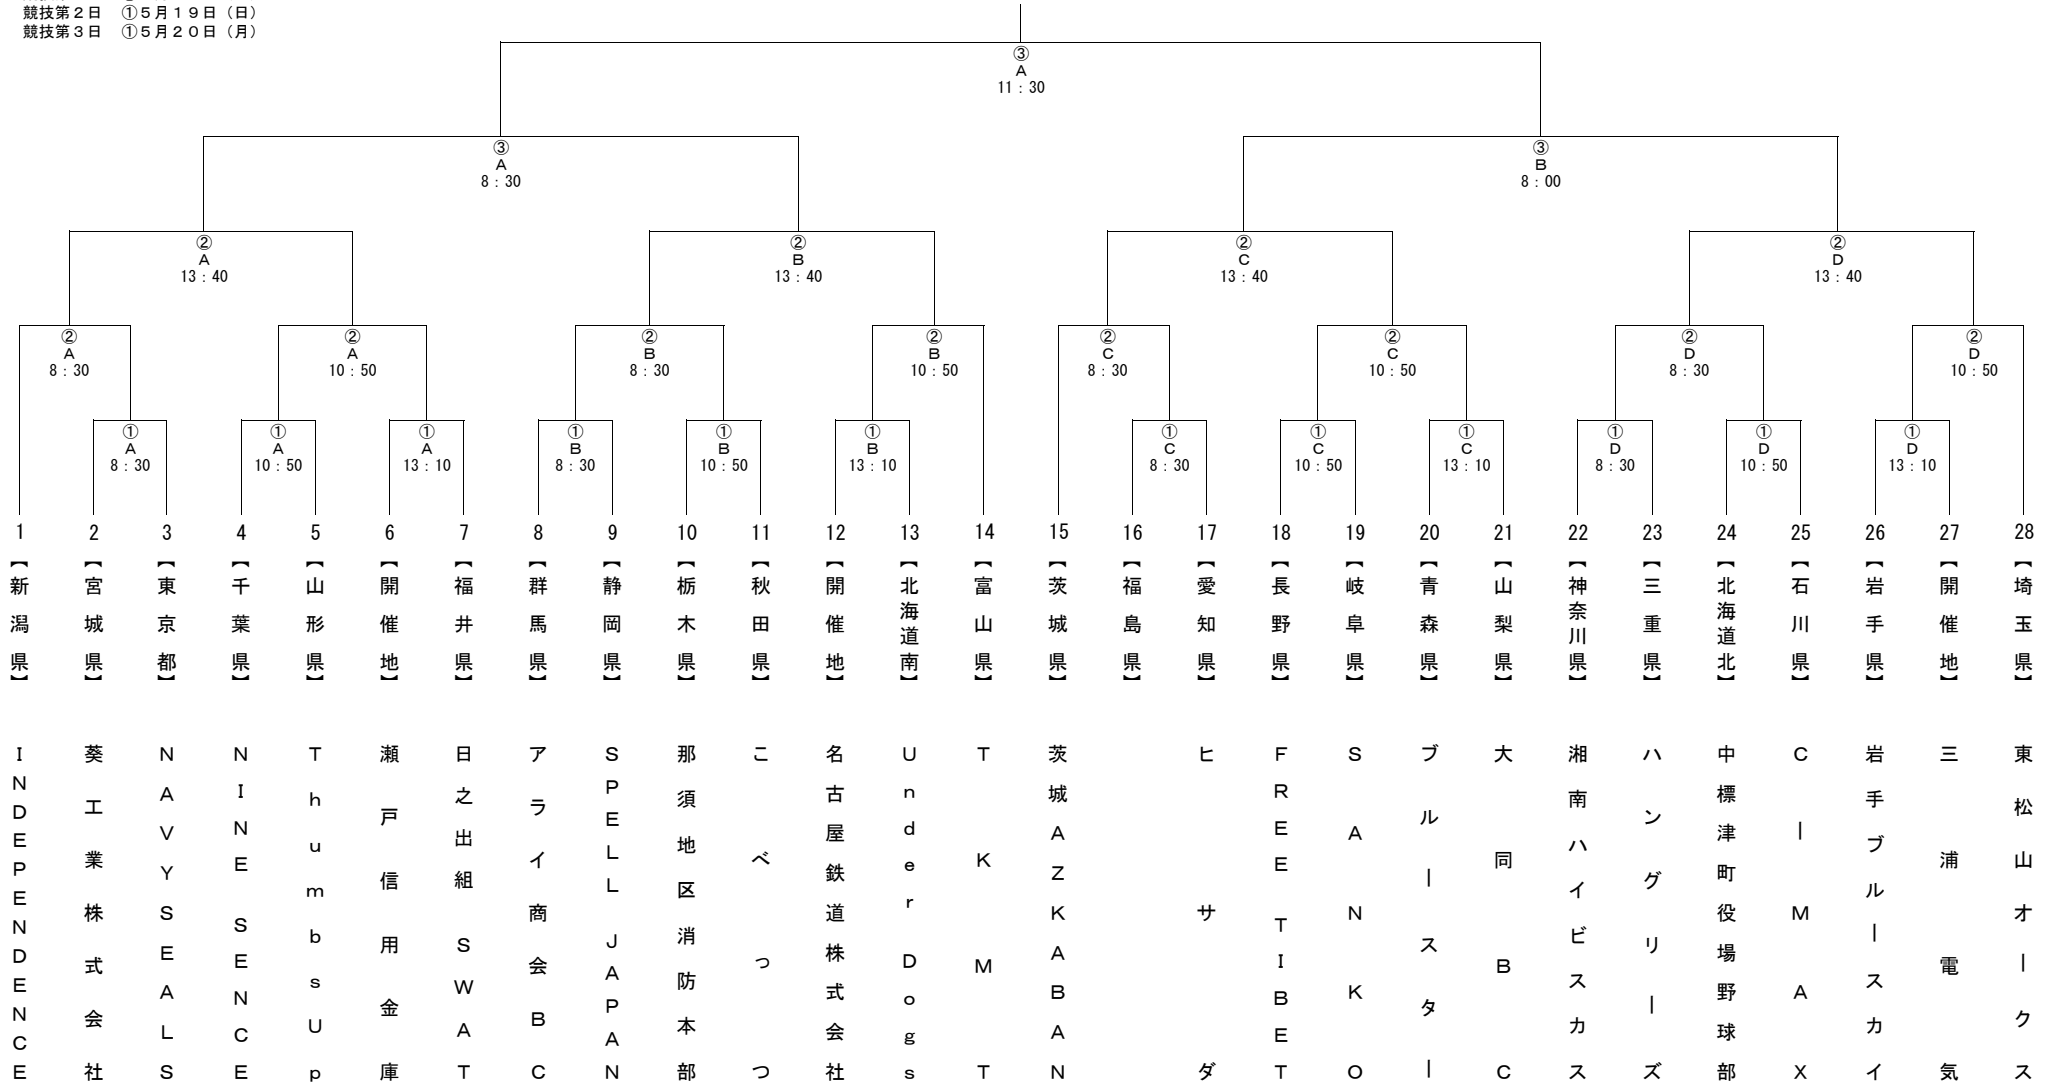 競技第２日　①５月１９日（日）
競技第３日　①５月２０日（月）
③
A
11：30
③
A
8：30
③
B
8：00
②
A
13：40
②
B
13：40
②
C
13：40
②
D
13：40
②
A
8：30
②
A
10：50
②
B
8：30
②
B
10：50
②
C
8：30
②
C
10：50
②
D
8：30
②
D
10：50
①
A
8：30
①
A
10：50
①
A
13：10
①
B
8：30
①
B
10：50
①
B
13：10
①
C
8：30
①
C
10：50
①
C
13：10
①
D
8：30
①
D
10：50
①
D
13：10
1
【新潟県】
INDEPENDENCE
2
【宮城県】
葵工業株式会社
3
【東京都】
NAVYSEALS
4
【千葉県】
NINE SENCE
5
【山形県】
ThumbsUp
6
【開催地】
瀬戸信用金庫
7
【福井県】
日之出組 SWAT
8
【群馬県】
アライ商会BC
9
【静岡県】
SPELL JAPAN
10
【栃木県】
那須地区消防本部
11
【秋田県】
こべっつ
12
【開催地】
名古屋鉄道株式会社
13
【北海道南】
Under Dogs
14
【富山県】
TKMT
15
【茨城県】
茨城AZKABAN
16
【福島県】
17
【愛知県】
ヒサダ
18
【長野県】
FREE TIBET
19
【岐阜県】
SANKO
20
【青森県】
ブルースター
21
【山梨県】
大同BC
22
【神奈川県】
湘南ハイビスカス
23
【三重県】
ハングリーズ
24
【北海道北】
中標津町役場野球部
25
【石川県】
CーMAX
26
【岩手県】
岩手ブルースカイ
27
【開催地】
三浦電気
28
【埼玉県】
東松山オークス